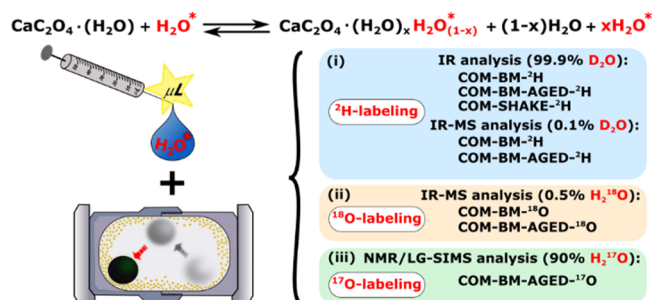 CaC₂O₄·(H₂O) + H₂O* ⇌ CaC₂O₄·(H₂O)ₓ H₂O*₍₁₋ₓ₎ + (1-x)H₂O + xH₂O*
µL
H₂O*
+
(i) IR analysis (99.9% D₂O):
COM-BM-²H
COM-BM-AGED-²H
COM-SHAKE-²H
²H-labeling
IR-MS analysis (0.1% D₂O):
COM-BM-²H
COM-BM-AGED-²H
(ii) IR-MS analysis (0.5% H₂¹⁸O):
¹⁸O-labeling
COM-BM-¹⁸O
COM-BM-AGED-¹⁸O
(iii) NMR/LG-SIMS analysis (90% H₂¹⁷O):
¹⁷O-labeling
COM-BM-AGED-¹⁷O